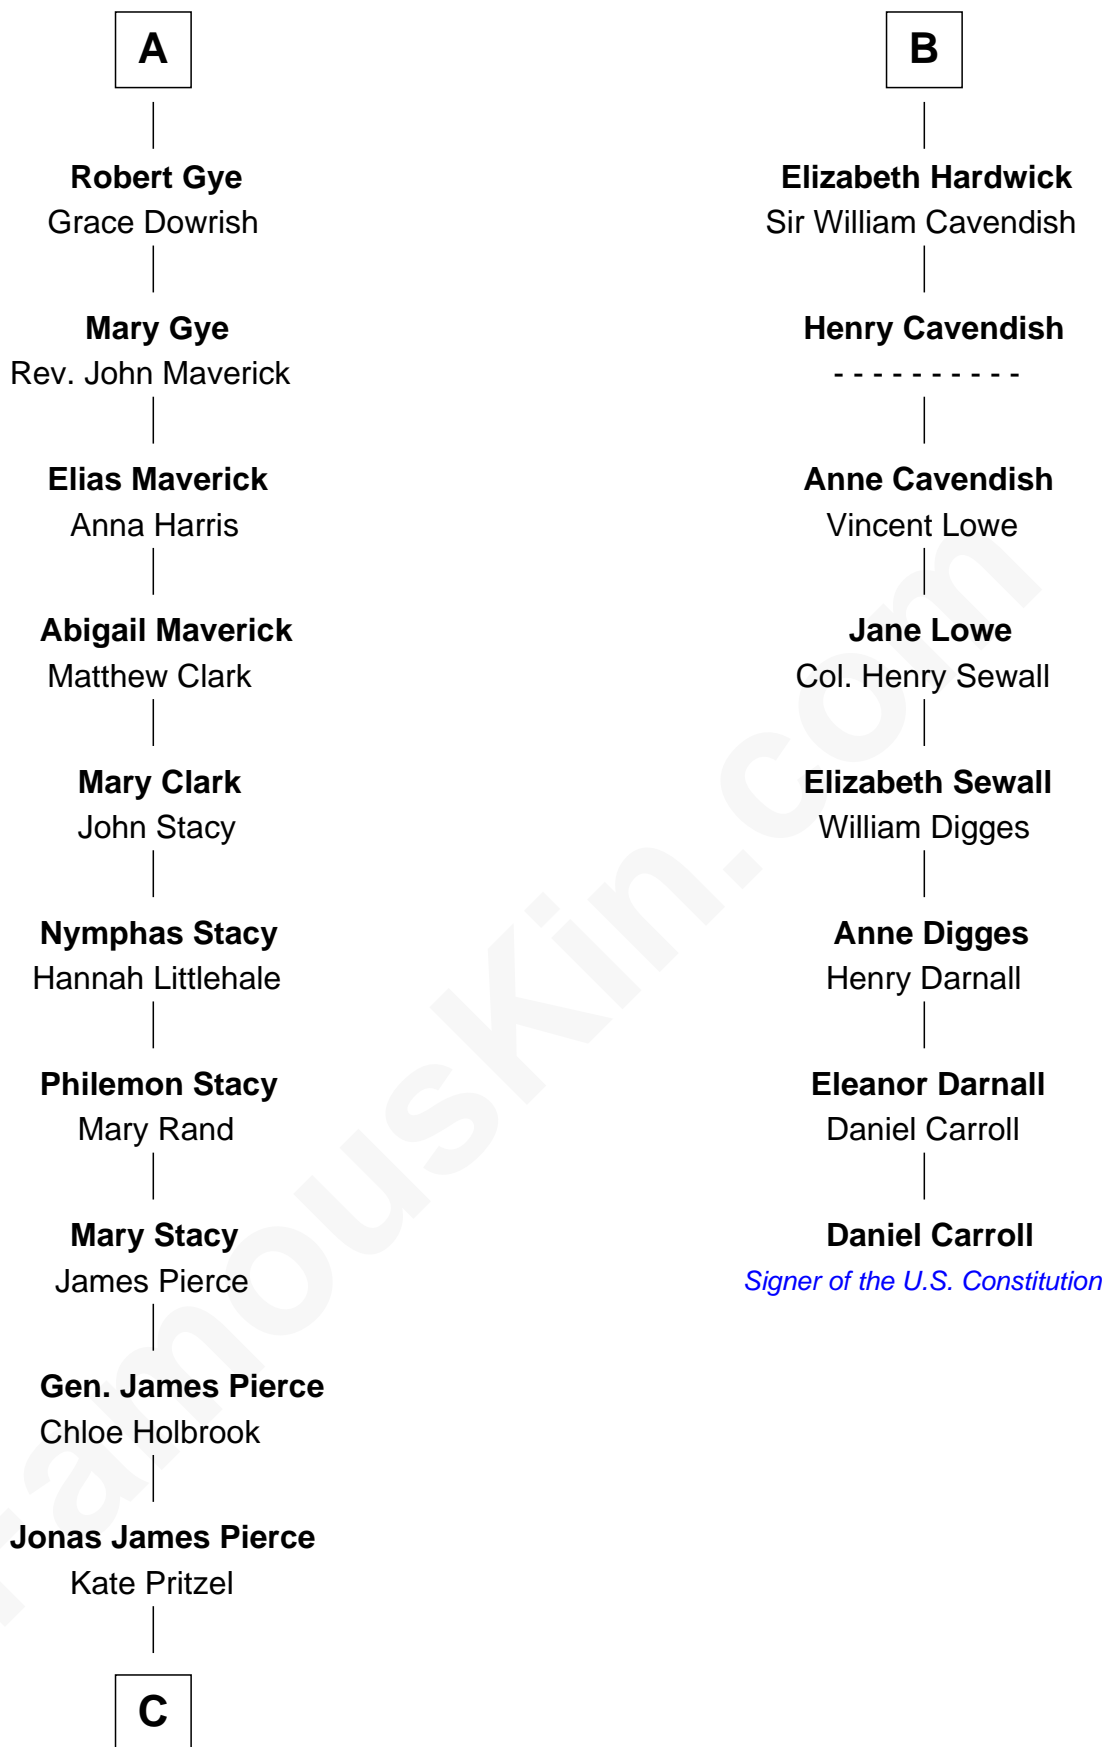 A
Robert Gye
Grace Dowrish
Mary Gye
Rev. John Maverick
Elias Maverick
Anna Harris
Abigail Maverick
Matthew Clark
Mary Clark
John Stacy
Nymphas Stacy
Hannah Littlehale
Philemon Stacy
Mary Rand
Mary Stacy
James Pierce
Gen. James Pierce
Chloe Holbrook
Jonas James Pierce
Kate Pritzel
C
B
Elizabeth Hardwick
Sir William Cavendish
Henry Cavendish
- - - - - - - - - -
Anne Cavendish
Vincent Lowe
Jane Lowe
Col. Henry Sewall
Elizabeth Sewall
William Digges
Anne Digges
Henry Darnall
Eleanor Darnall
Daniel Carroll
Daniel Carroll
Signer of the U.S. Constitution
FamousKin.com